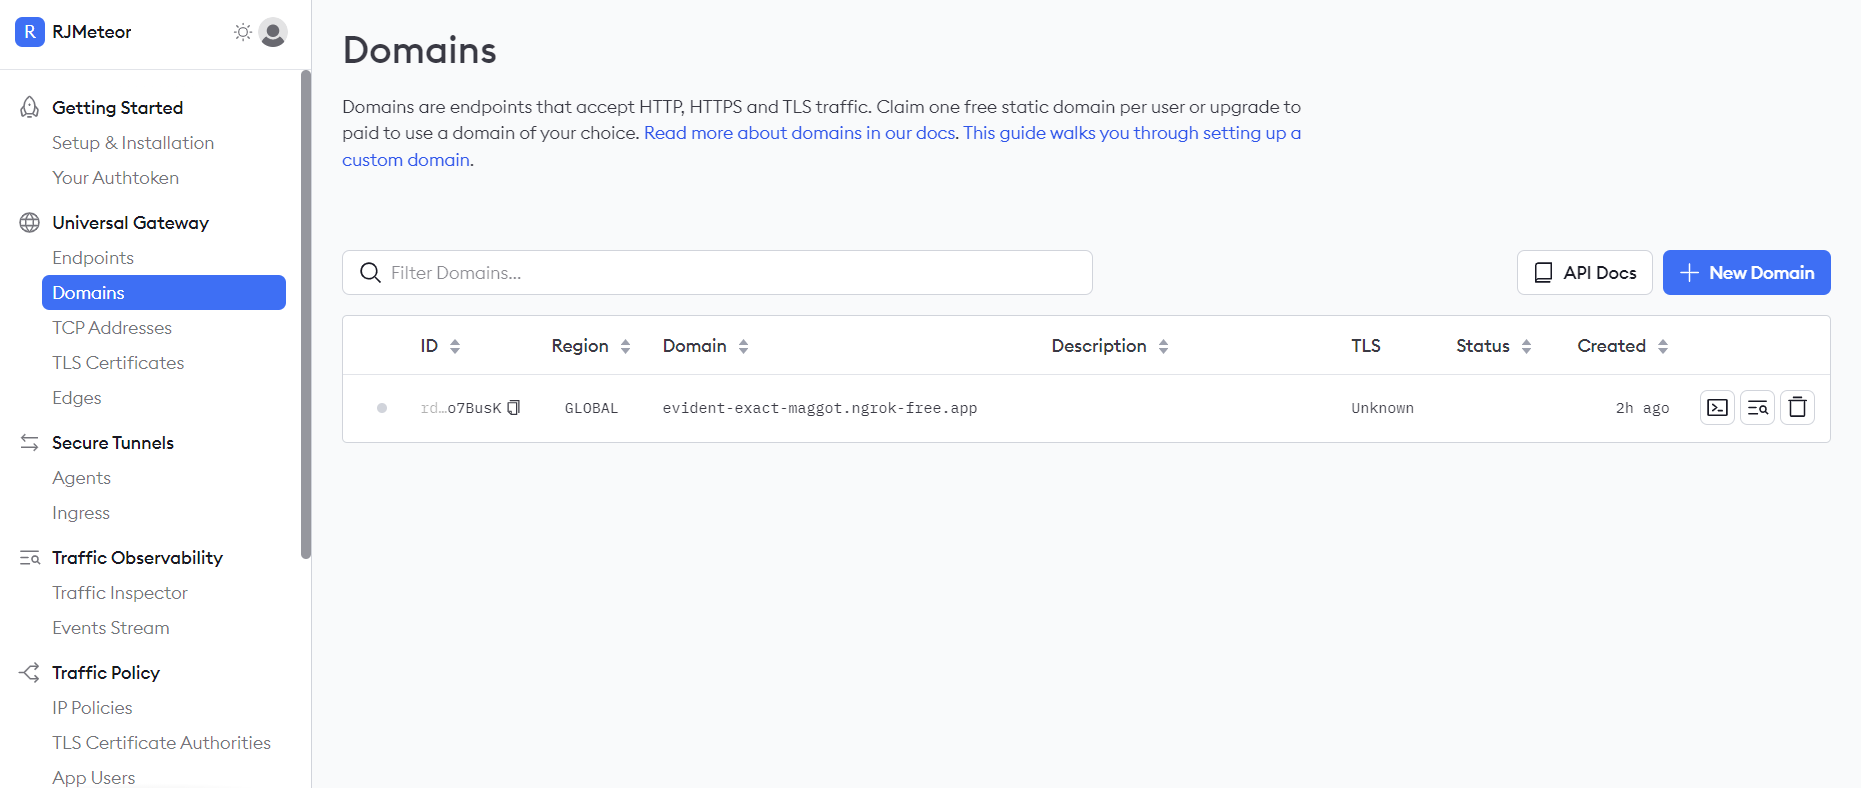 R RJMeteor
Getting Started
Setup & Installation
Your Authtoken
Universal Gateway
Endpoints
Domains
TCP Addresses
TLS Certificates
Edges
Secure Tunnels
Agents
Ingress
Traffic Observability
Traffic Inspector
Events Stream
Traffic Policy
IP Policies
TLS Certificate Authorities
App Users
Domains
Domains are endpoints that accept HTTP, HTTPS and TLS traffic. Claim one free static domain per user or upgrade to
paid to use a domain of your choice. Read more about domains in our docs. This guide walks you through setting up a
custom domain.
Filter Domains...
API Docs
New Domain
ID Region Domain Description TLS Status Created
rd…o7BusK GLOBAL evident-exact-maggot.ngrok-free.app Unknown 2h ago